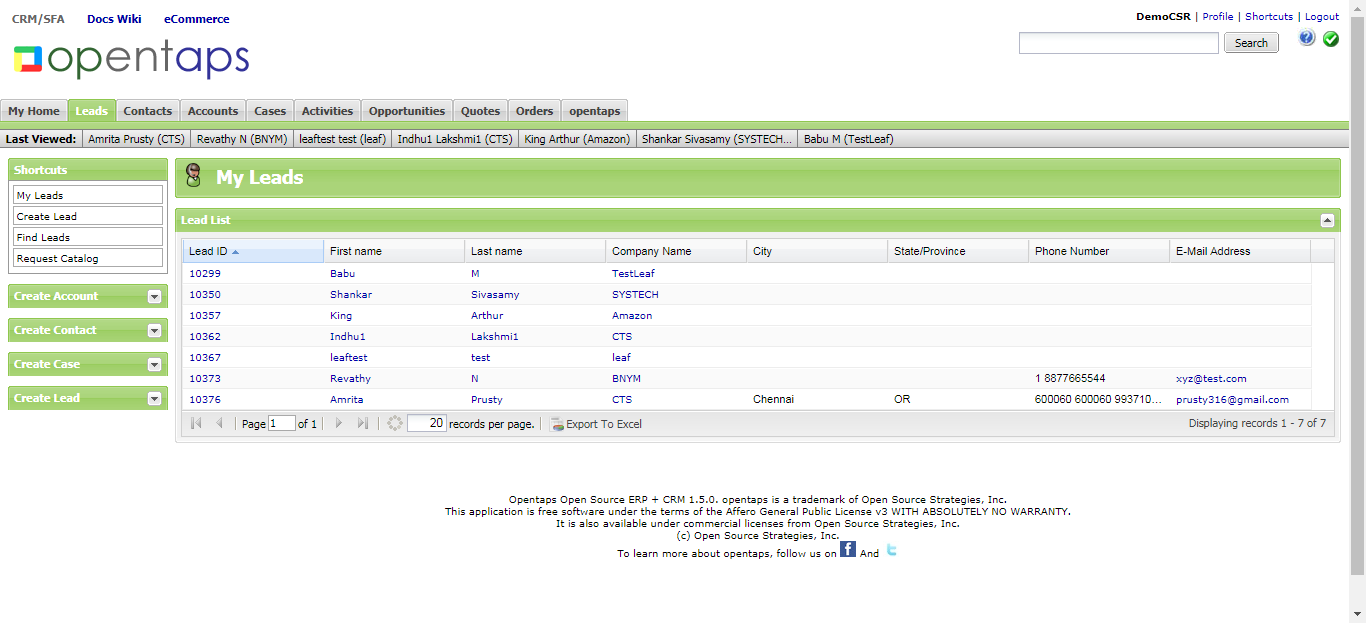 CRM/SFA Docs Wiki eCommerce
DemoCSR | Profile | Shortcuts | Logout
opentaps
Search
My Home Leads Contacts Accounts Cases Activities Opportunities Quotes Orders opentaps
Last Viewed: Amrita Prusty (CTS) Revathy N (BNYM) leaftest test (leaf) Indhu1 Lakshmi1 (CTS) King Arthur (Amazon) Shankar Sivasamy (SYSTECH... Babu M (TestLeaf)
Shortcuts
My Leads
Create Lead
Find Leads
Request Catalog
Create Account
Create Contact
Create Case
Create Lead
My Leads
Lead List
Lead ID First name Last name Company Name City State/Province Phone Number E-Mail Address
10299 Babu M TestLeaf
10350 Shankar Sivasamy SYSTECH
10357 King Arthur Amazon
10362 Indhu1 Lakshmi1 CTS
10367 leaftest test leaf
10373 Revathy N BNYM 1 8877665544 xyz@test.com
10376 Amrita Prusty CTS Chennai OR 600060 600060 993710... prusty316@gmail.com
Page 1 of 1 20 records per page. Export To Excel Displaying records 1 - 7 of 7
Opentaps Open Source ERP + CRM 1.5.0. opentaps is a trademark of Open Source Strategies, Inc.
This application is free software under the terms of the Affero General Public License v3 WITH ABSOLUTELY NO WARRANTY.
It is also available under commercial licenses from Open Source Strategies, Inc.
(c) Open Source Strategies, Inc.
To learn more about opentaps, follow us on f And t